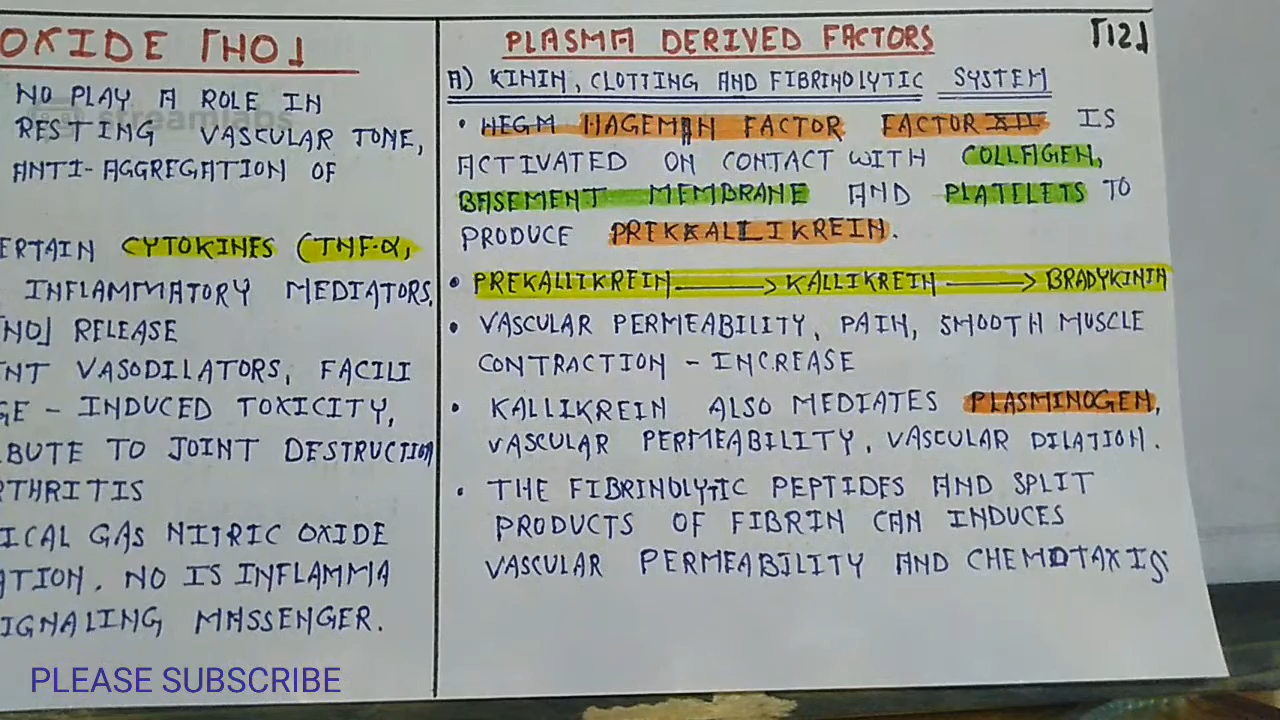 OXIDE [NO]
NO PLAY A ROLE IN
RESTING VASCULAR TONE,
ANTI-AGGREGATION OF
ERTAIN CYTOKINES (TNF-α,
INFLAMMATORY MEDIATORS.
[NO] RELEASE
ENT VASODILATORS, FACILI
GE - INDUCED TOXICITY,
BUTE TO JOINT DESTRUCTION
RTHRITIS
ICAL GAS NITRIC OXIDE
ATION. NO IS INFLAMMA
IGNALING MASSENGER.
streamlabs
PLASMA DERIVED FACTORS
[12]
A) KININ, CLOTTING AND FIBRINOLYTIC SYSTEM
• HEGM HAGEMAN FACTOR FACTOR XII IS
ACTIVATED ON CONTACT WITH COLLAGEN,
BASEMENT MEMBRANE AND PLATELETS TO
PRODUCE PREKALLIKREIN.
• PREKALLIKREIN → KALLIKREIN → BRADYKININ
• VASCULAR PERMEABILITY, PAIN, SMOOTH MUSCLE
CONTRACTION - INCREASE
• KALLIKREIN ALSO MEDIATES PLASMINOGEN,
VASCULAR PERMEABILITY, VASCULAR DILATION.
• THE FIBRINOLYTIC PEPTIDES AND SPLIT
PRODUCTS OF FIBRIN CAN INDUCES
VASCULAR PERMEABILITY AND CHEMOTAXIS
PLEASE SUBSCRIBE